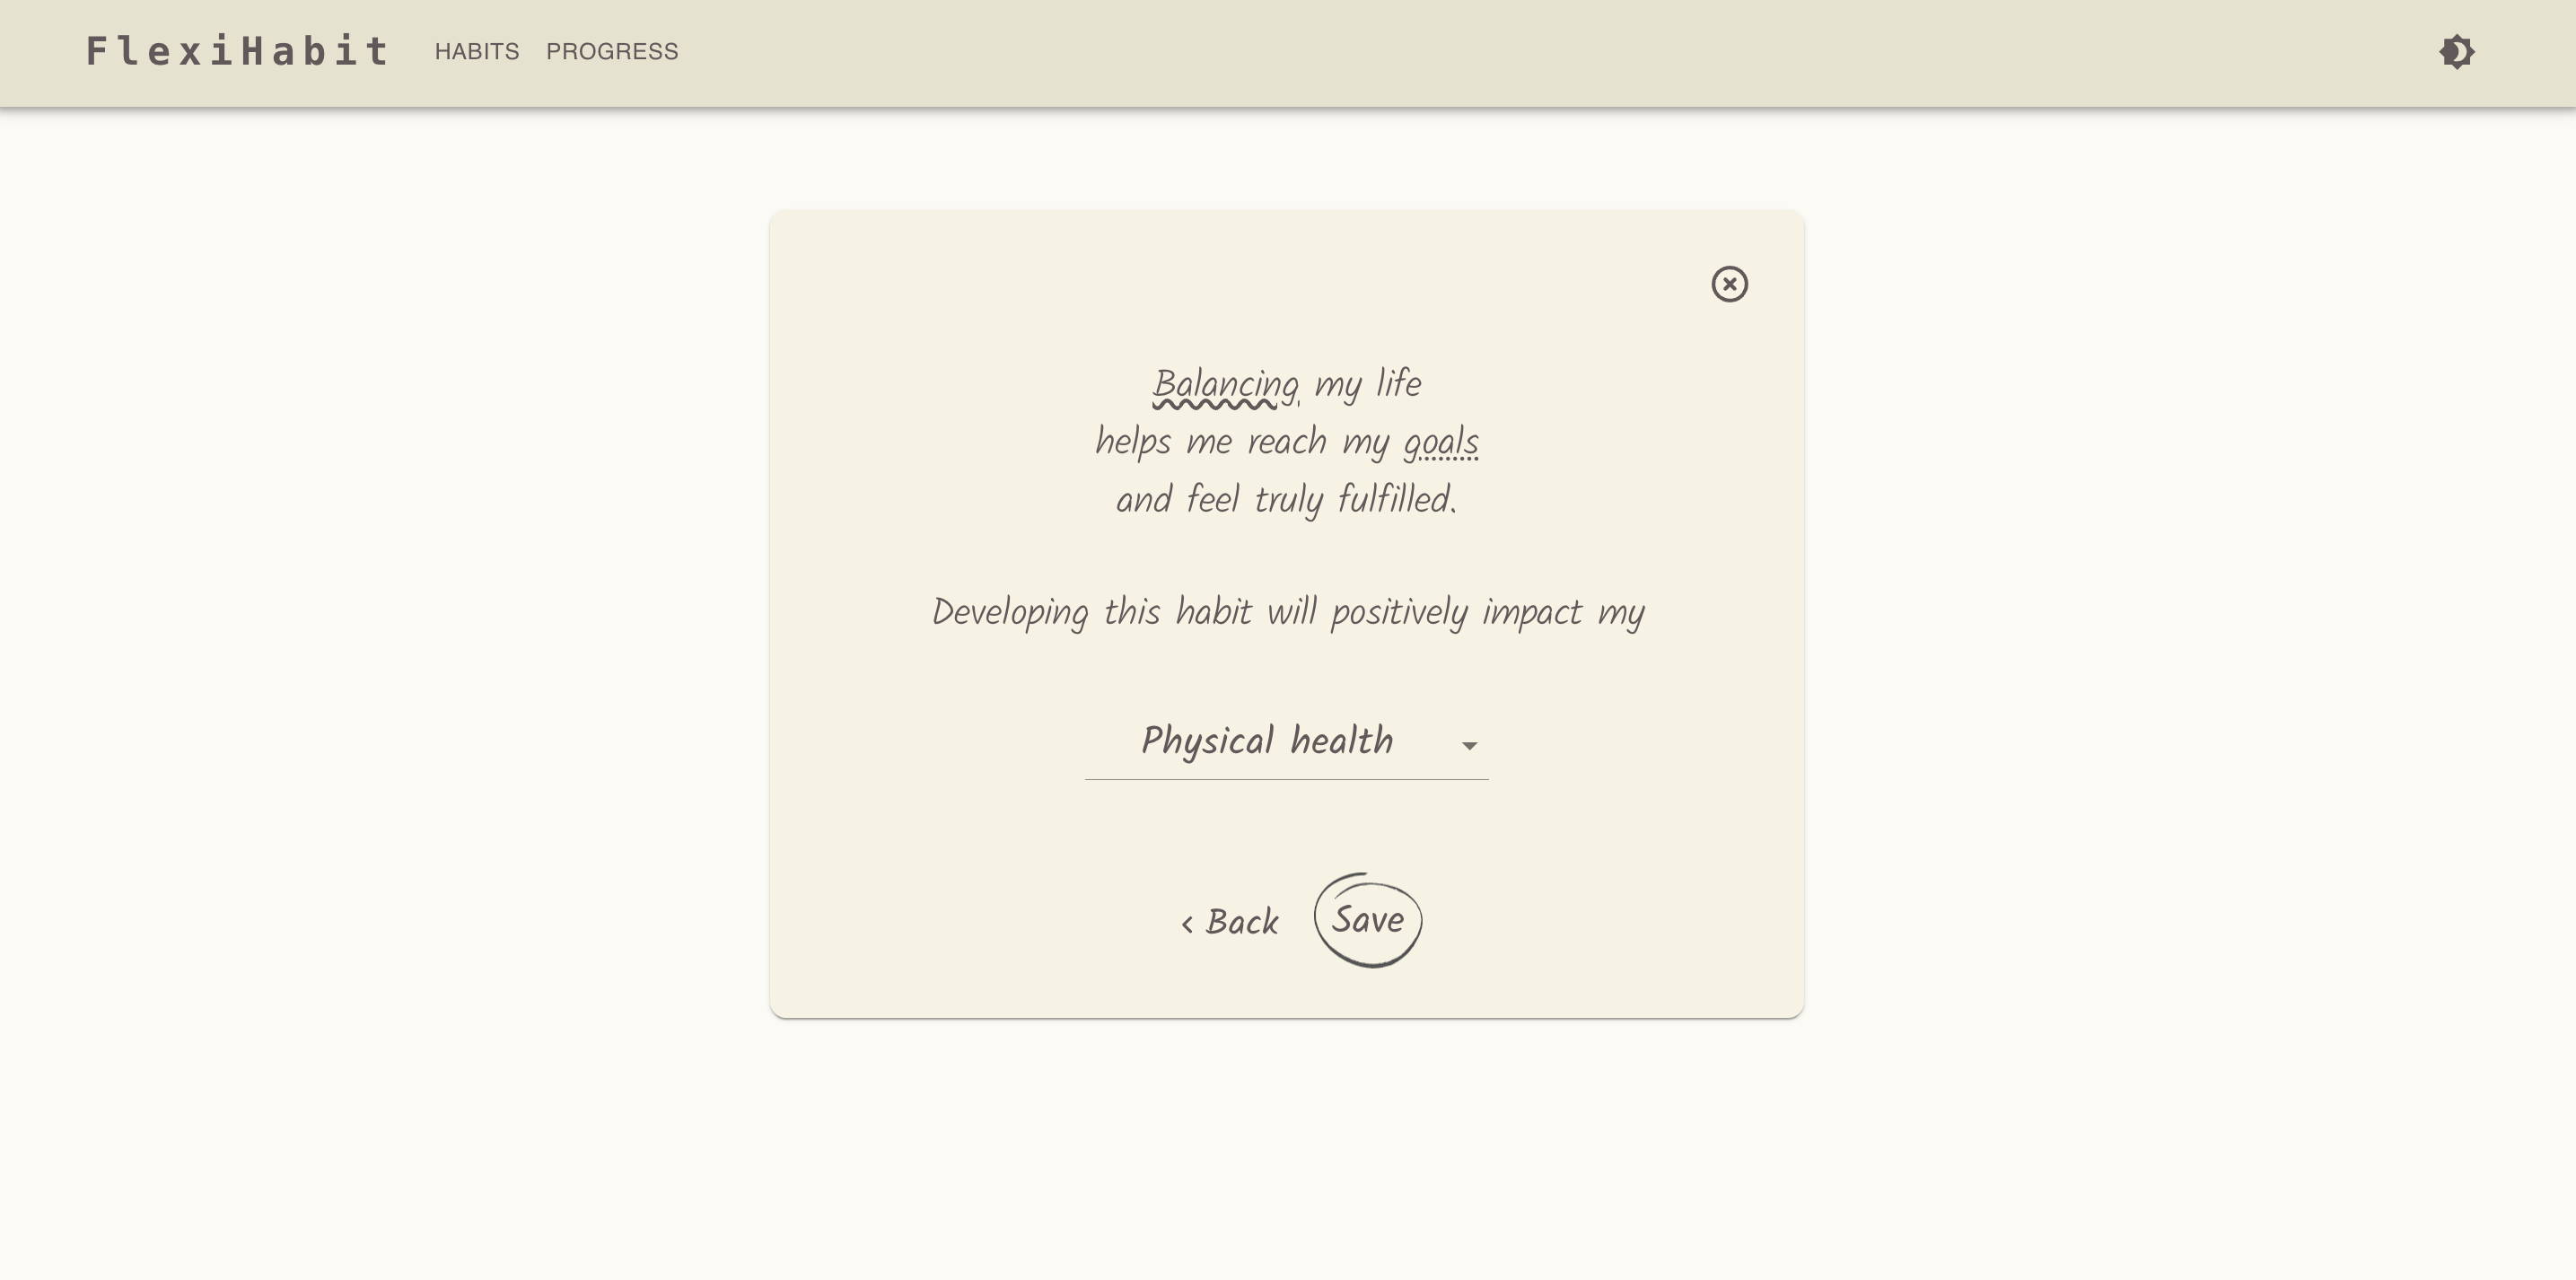 FlexiHabit HABITS PROGRESS
Balancing my life
helps me reach my goals
and feel truly fulfilled.
Developing this habit will positively impact my
Physical health
< Back Save